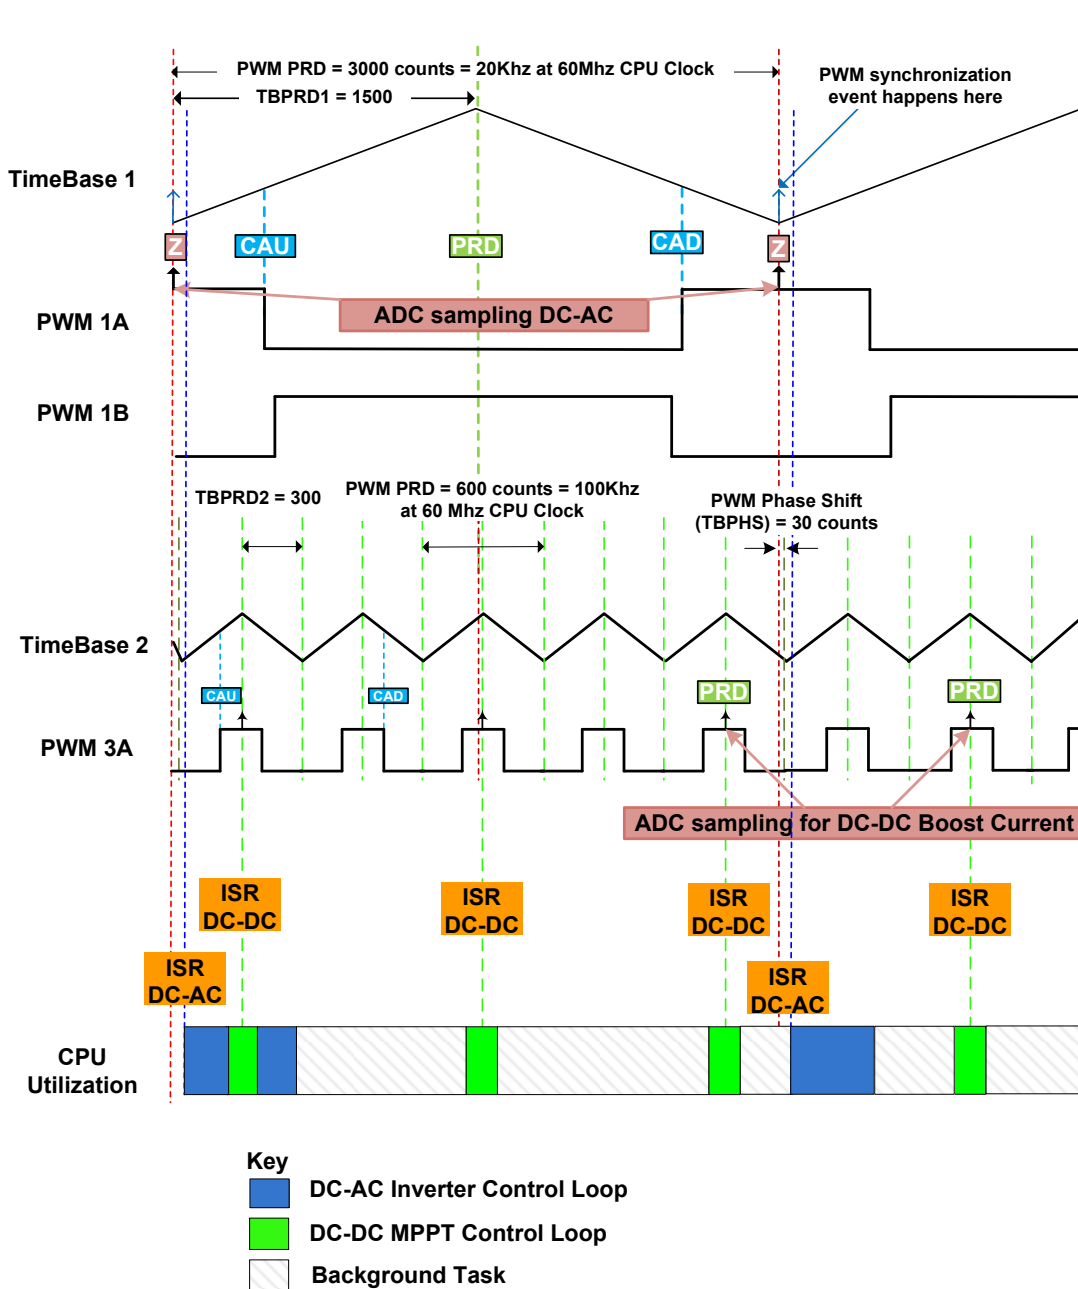 PWM PRD = 3000 counts = 20Khz at 60Mhz CPU Clock
TBPRD1 = 1500
PWM synchronization
event happens here
TimeBase 1
Z
CAU
PRD
CAD
Z
ADC sampling DC-AC
PWM 1A
PWM 1B
TBPRD2 = 300
PWM PRD = 600 counts = 100Khz
at 60 Mhz CPU Clock
PWM Phase Shift
(TBPHS) = 30 counts
TimeBase 2
CAU
CAD
PRD
PRD
PWM 3A
ADC sampling for DC-DC Boost Current
ISR
DC-DC
ISR
DC-DC
ISR
DC-DC
ISR
DC-DC
ISR
DC-AC
ISR
DC-AC
CPU
Utilization
Key
DC-AC Inverter Control Loop
DC-DC MPPT Control Loop
Background Task